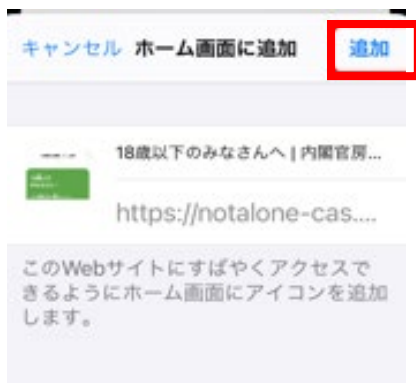 キャンセル ホーム画面に追加 追加
18歳以下のみなさんへ | 内閣官房...
https://notalone-cas....
このWebサイトにすばやくアクセスで
きるようにホーム画面にアイコンを追加
します。